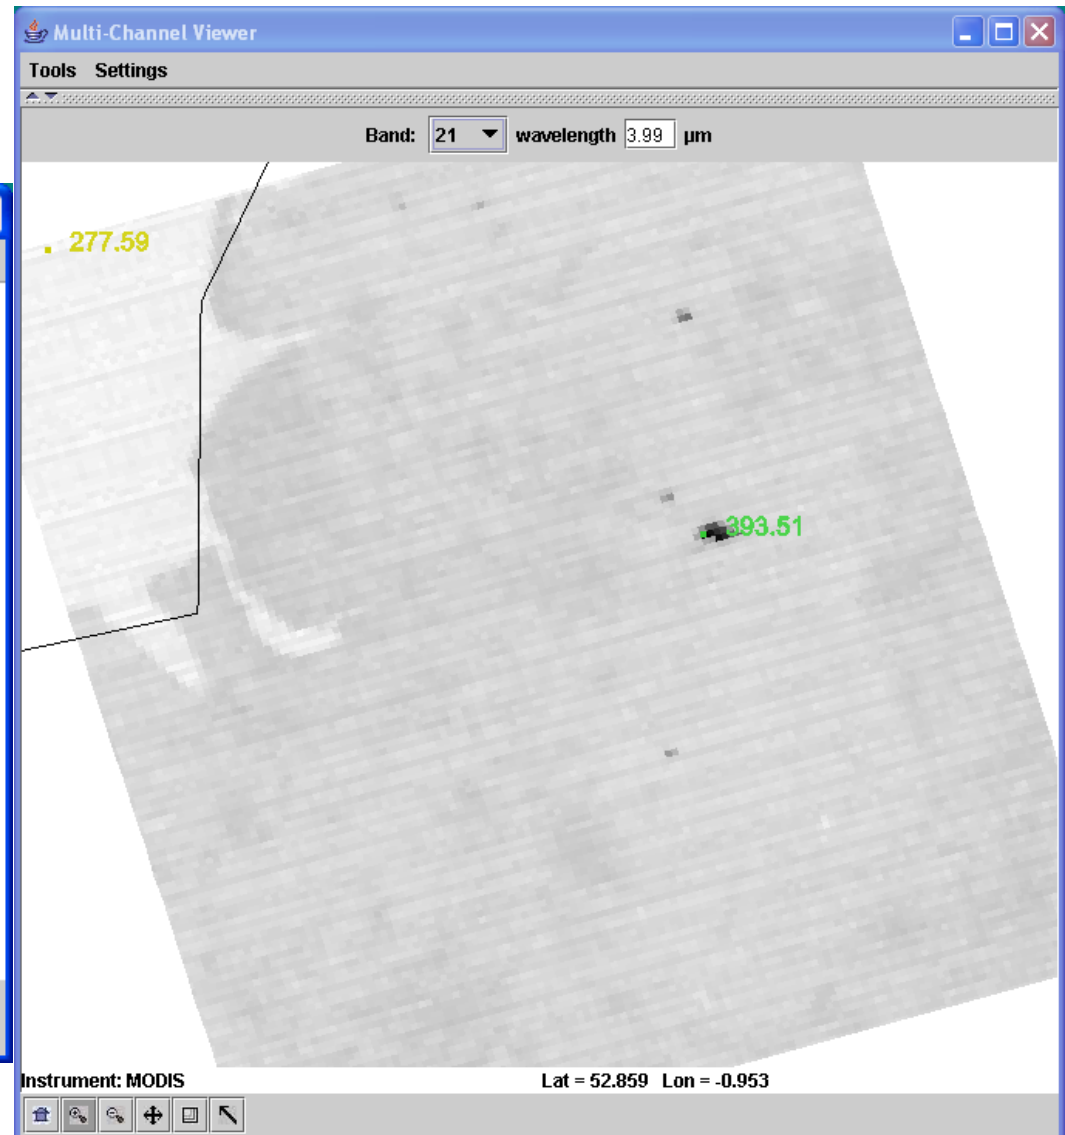 Multi-Channel Viewer
Tools Settings
Band: 21 wavelength 3.99 µm
277.59
393.51
Instrument: MODIS Lat = 52.859 Lon = -0.953